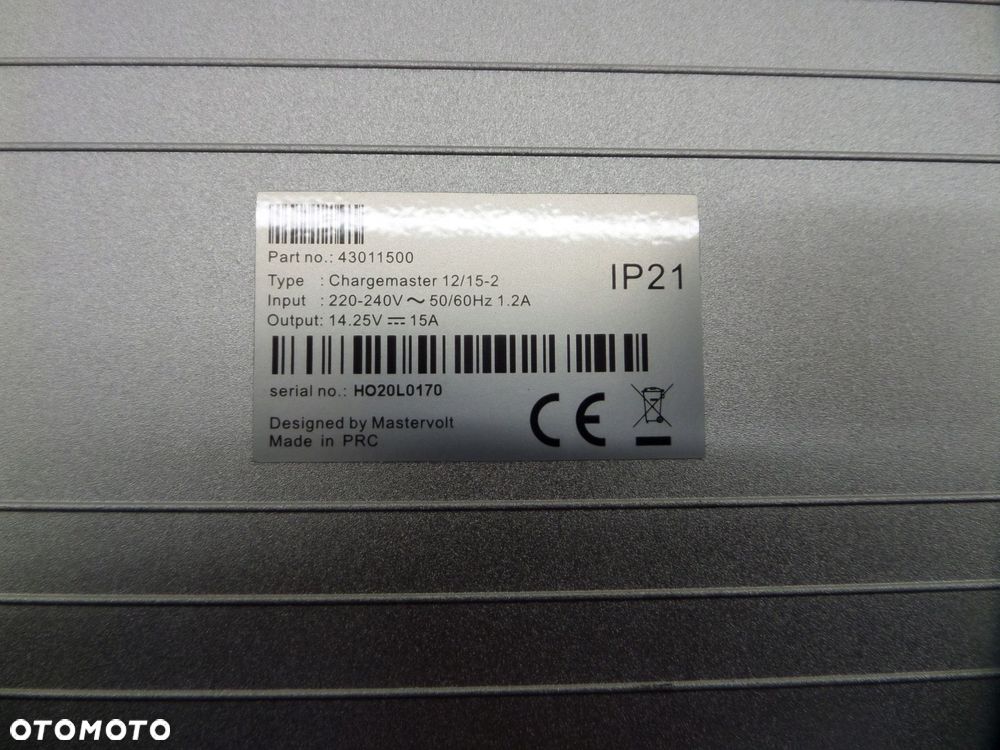 Part no.: 43011500
Type : Chargemaster 12/15-2
IP21
Input : 220-240V ~ 50/60Hz 1.2A
Output: 14.25V ⎓ 15A
serial no.: HO20L0170
Designed by Mastervolt
Made in PRC
CE
OTOMOTO